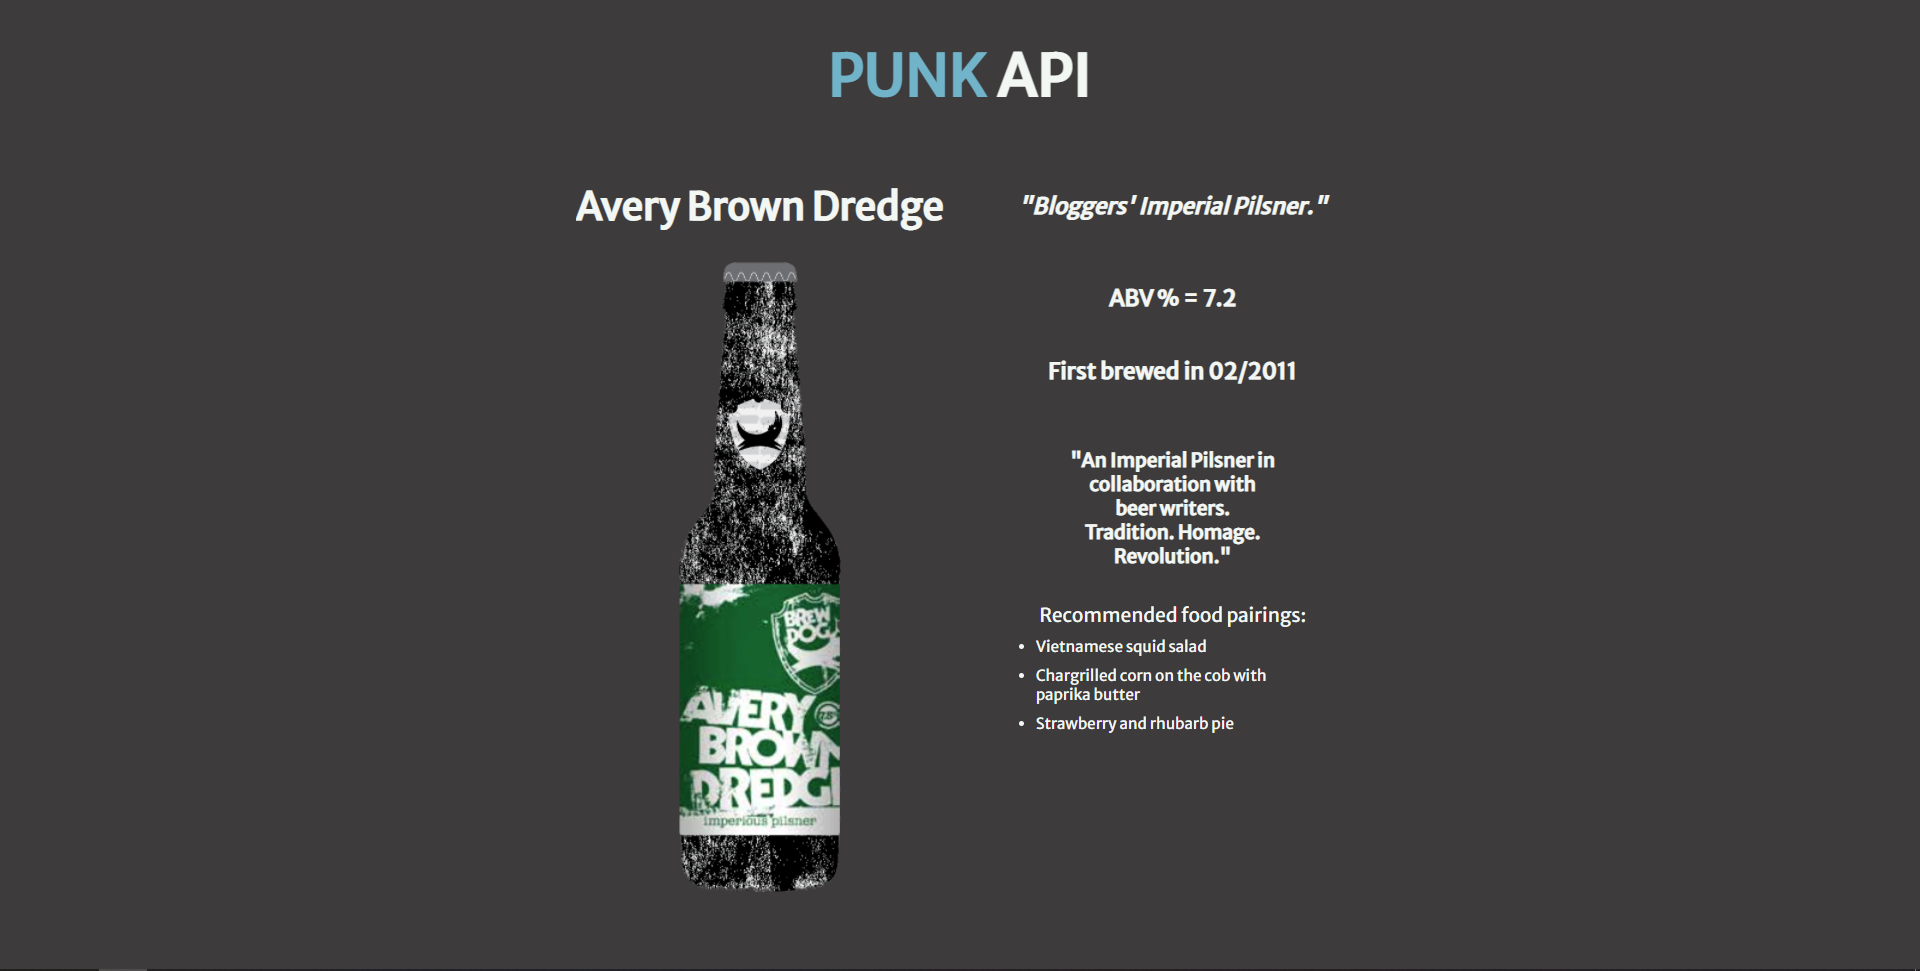 PUNK API
Avery Brown Dredge
"Bloggers' Imperial Pilsner."
ABV % = 7.2
First brewed in 02/2011
"An Imperial Pilsner in
collaboration with
beer writers.
Tradition. Homage.
Revolution."
Recommended food pairings:
• Vietnamese squid salad
• Chargrilled corn on the cob with
paprika butter
• Strawberry and rhubarb pie
BREW
DOG
AVERY
BROWN
DREDG
imperious pilsner